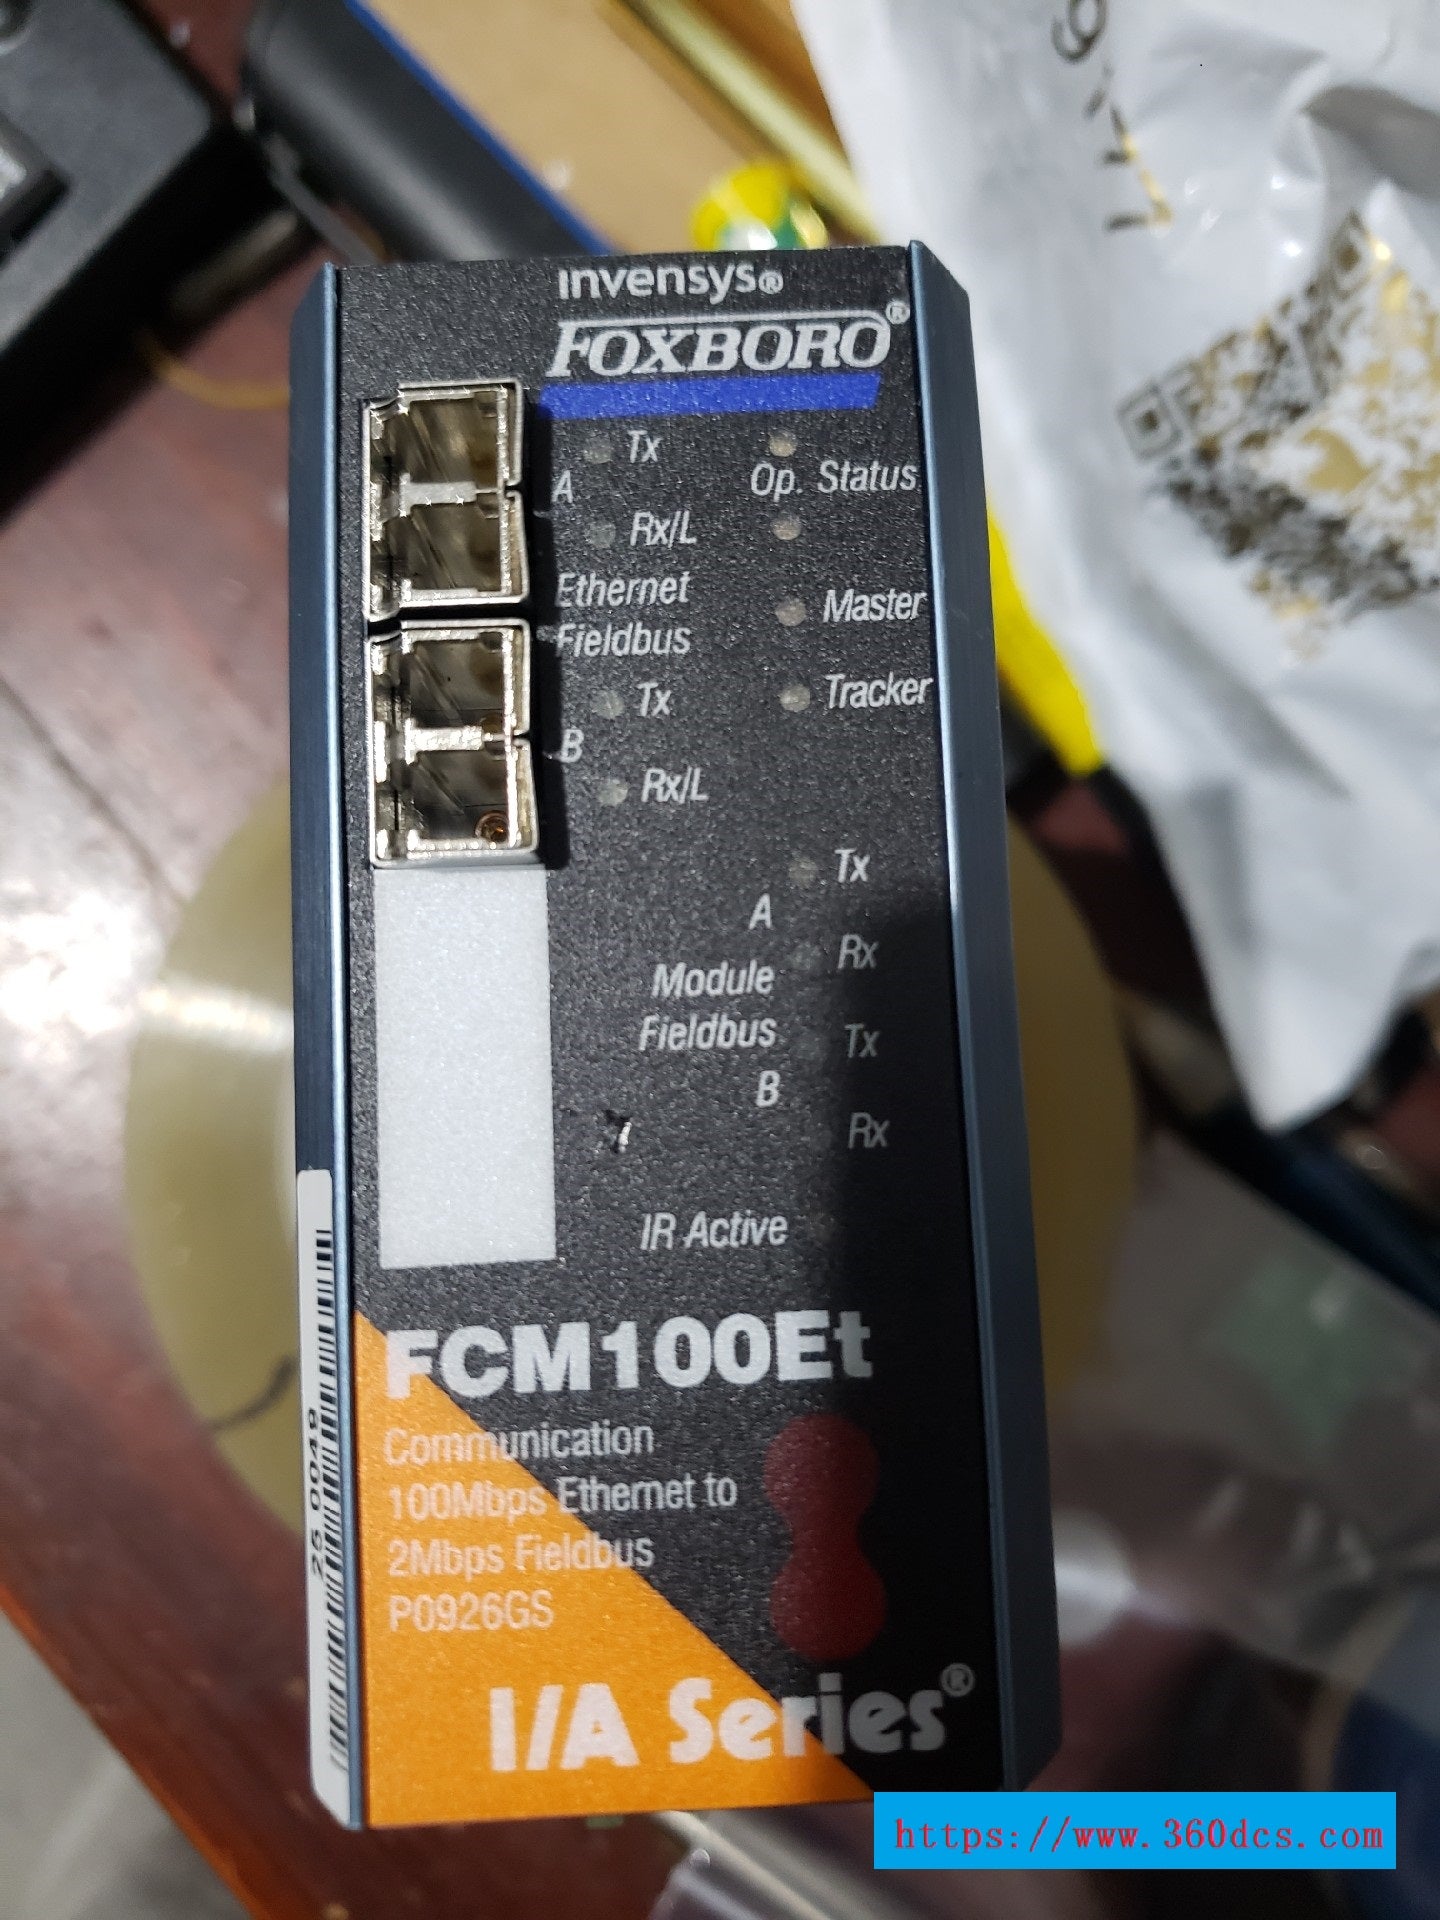 invensys®
FOXBORO®
Tx
A
Rx/L
Ethernet
Fieldbus
Tx
B
Rx/L
Op. Status
Master
Tracker
Tx
A
Rx
Module
Fieldbus
Tx
B
Rx
IR Active
FCM100Et
Communication
100Mbps Ethernet to
2Mbps Fieldbus
P0926GS
I/A Series®
https://www.360dcs.com